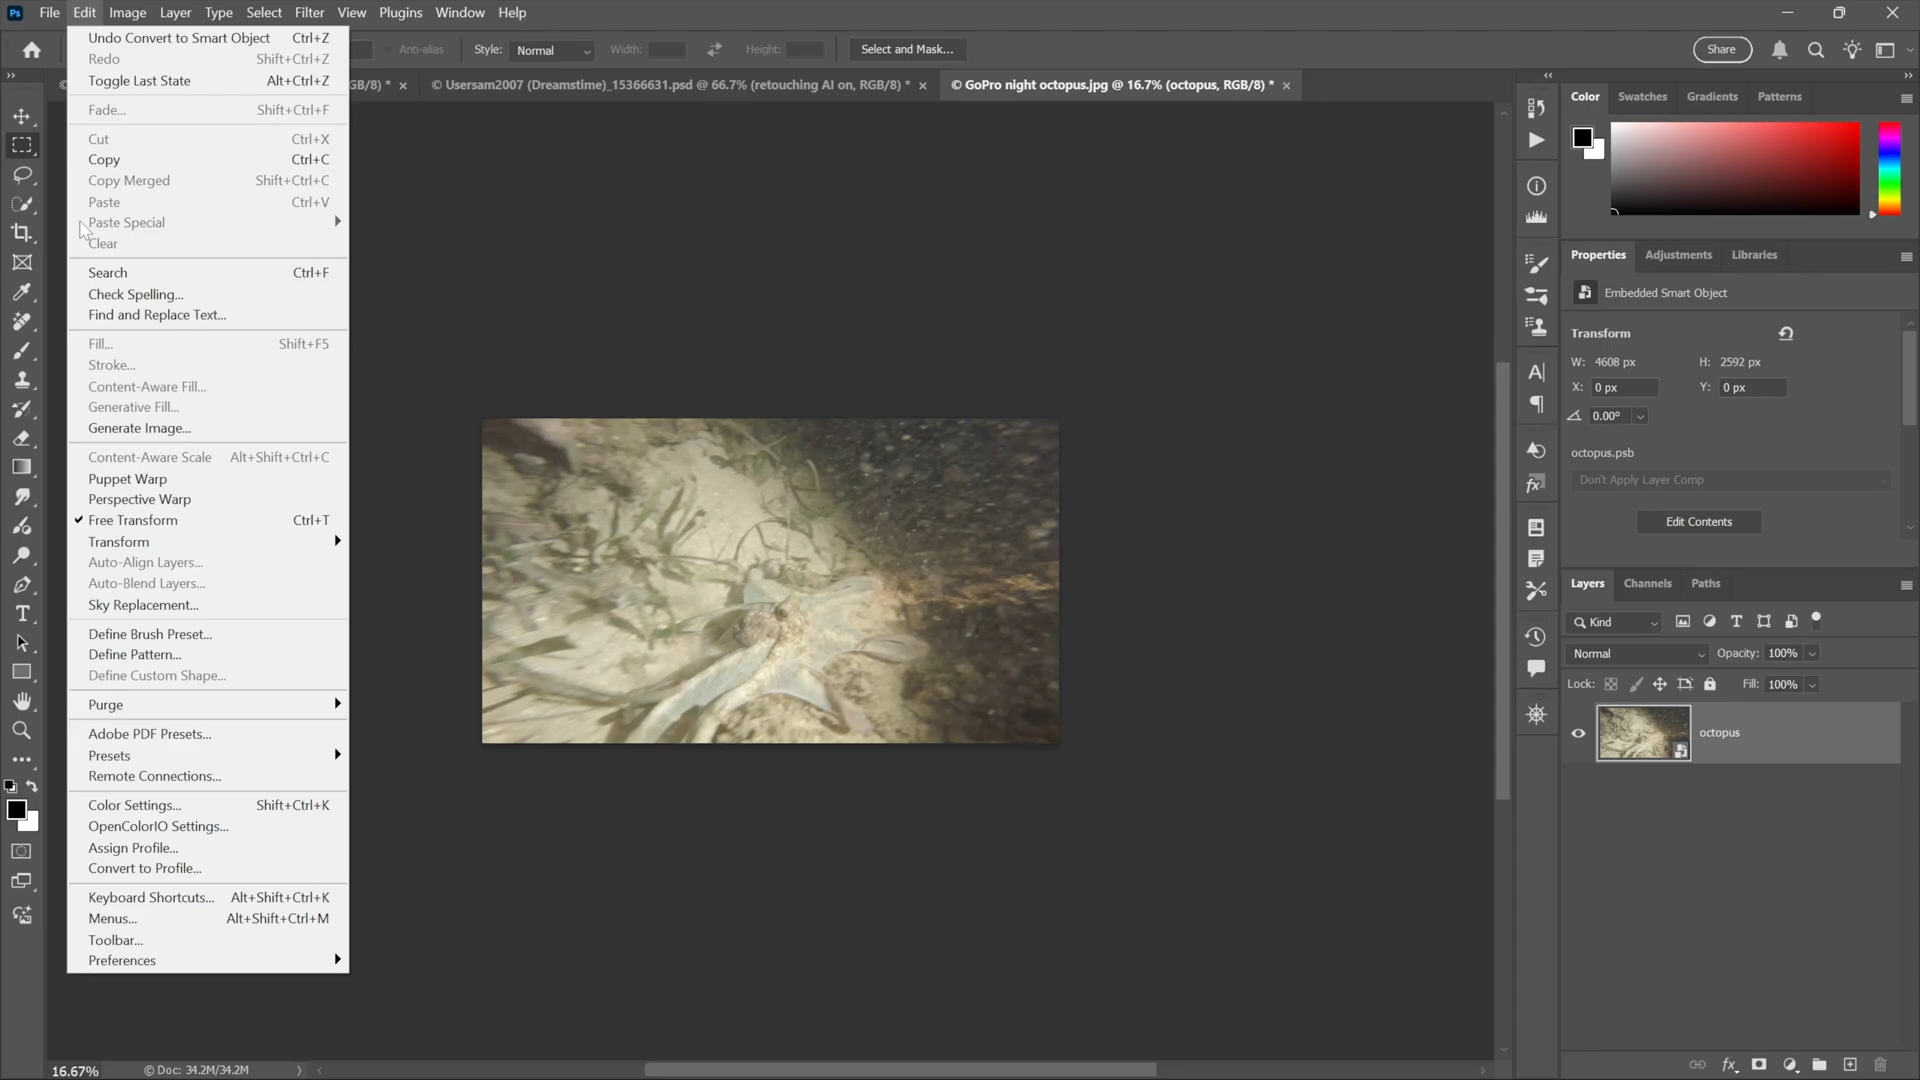 Ps File Edit Image Layer Type Select Filter View Plugins Window Help
Anti-alias Style: Normal Width: Height: Select and Mask... Share
GB/8) * × © Usersam2007 (Dreamstime)_15366631.psd @ 66.7% (retouching AI on, RGB/8) * × © GoPro night octopus.jpg @ 16.7% (octopus, RGB/8) * ×
Undo Convert to Smart Object Ctrl+Z
Redo Shift+Ctrl+Z
Toggle Last State Alt+Ctrl+Z
Fade... Shift+Ctrl+F
Cut Ctrl+X
Copy Ctrl+C
Copy Merged Shift+Ctrl+C
Paste Ctrl+V
Paste Special
Clear
Search Ctrl+F
Check Spelling...
Find and Replace Text...
Fill... Shift+F5
Stroke...
Content-Aware Fill...
Generative Fill...
Generate Image...
Content-Aware Scale Alt+Shift+Ctrl+C
Puppet Warp
Perspective Warp
Free Transform Ctrl+T
Transform
Auto-Align Layers...
Auto-Blend Layers...
Sky Replacement...
Define Brush Preset...
Define Pattern...
Define Custom Shape...
Purge
Adobe PDF Presets...
Presets
Remote Connections...
Color Settings... Shift+Ctrl+K
OpenColorIO Settings...
Assign Profile...
Convert to Profile...
Keyboard Shortcuts... Alt+Shift+Ctrl+K
Menus... Alt+Shift+Ctrl+M
Toolbar...
Preferences
Color Swatches Gradients Patterns
Properties Adjustments Libraries
Embedded Smart Object
Transform
W: 4608 px H: 2592 px
X: 0 px Y: 0 px
0.00°
octopus.psb
Don't Apply Layer Comp
Edit Contents
Layers Channels Paths
Kind
Normal Opacity: 100%
Lock: Fill: 100%
octopus
16.67% © Doc: 34.2M/34.2M